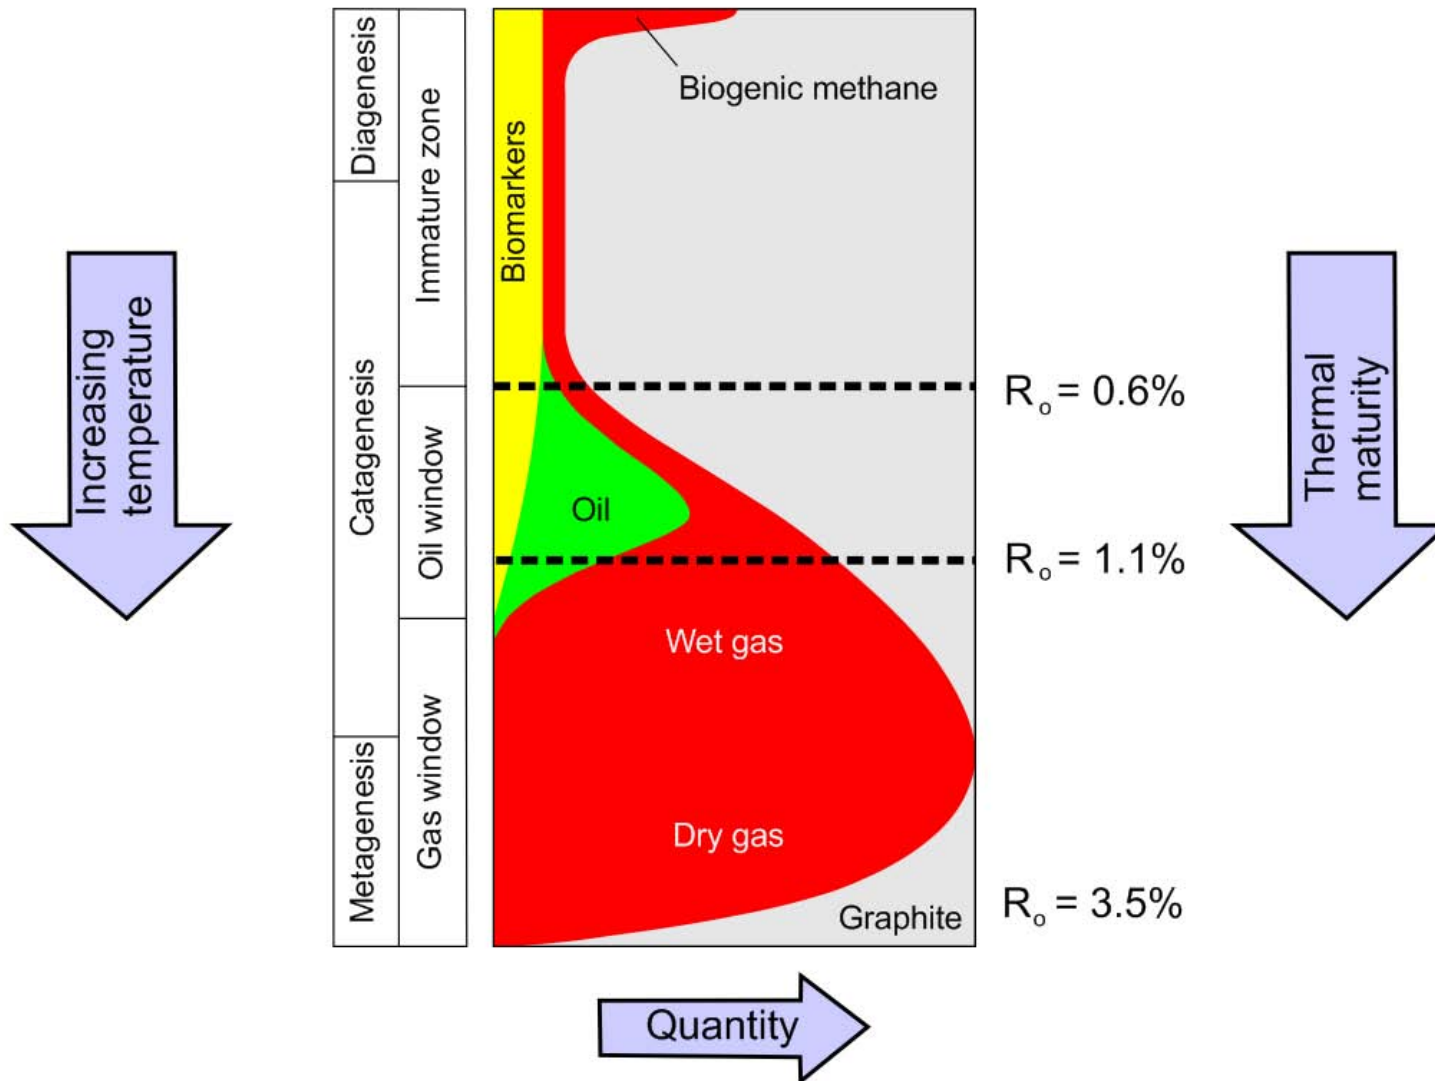 Increasing
temperature
Diagenesis
Catagenesis
Metagenesis
Immature zone
Oil window
Gas window
Biomarkers
Biogenic methane
Oil
Wet gas
Dry gas
Graphite
Rₒ = 0.6%
Rₒ = 1.1%
Rₒ = 3.5%
Thermal
maturity
Quantity